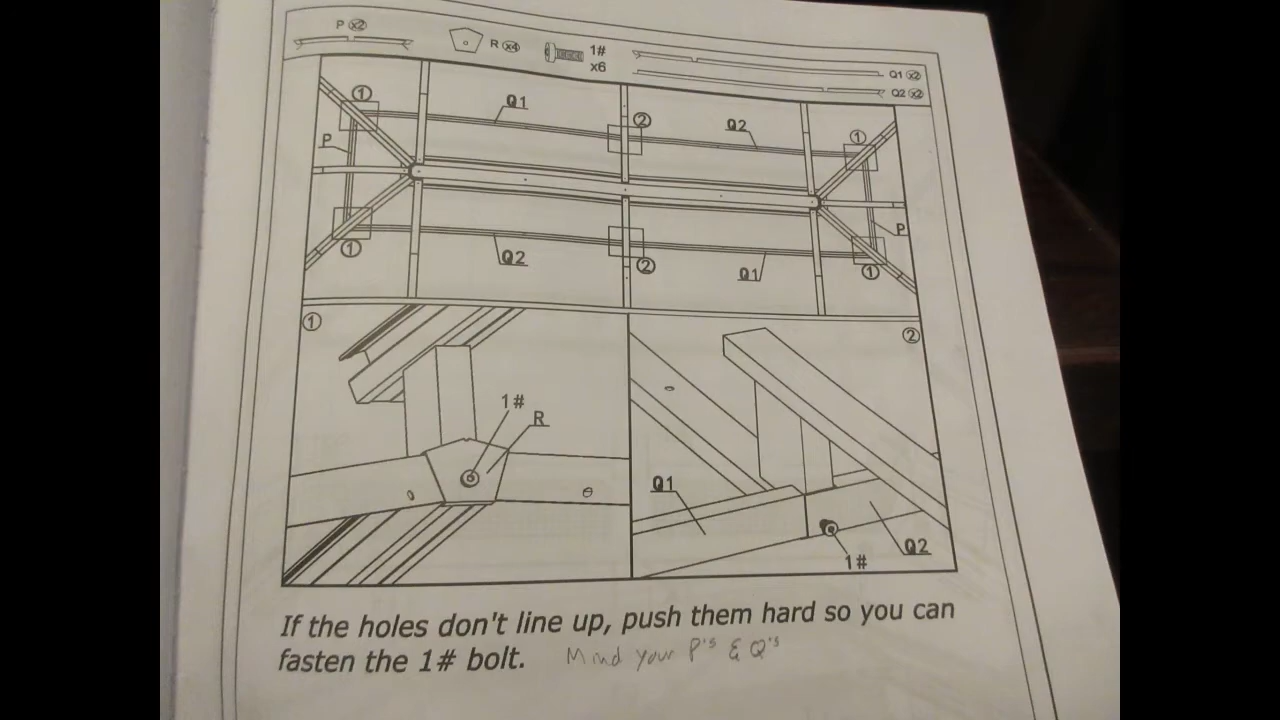 P x2
R x4
1#
x6
Q1 x2
Q2 x2
1
Q1
2
Q2
1
P
P
1
Q2
2
Q1
1
1
2
1#
R
Q1
Q2
1#
If the holes don't line up, push them hard so you can
fasten the 1# bolt.
Mind your P's & Q's